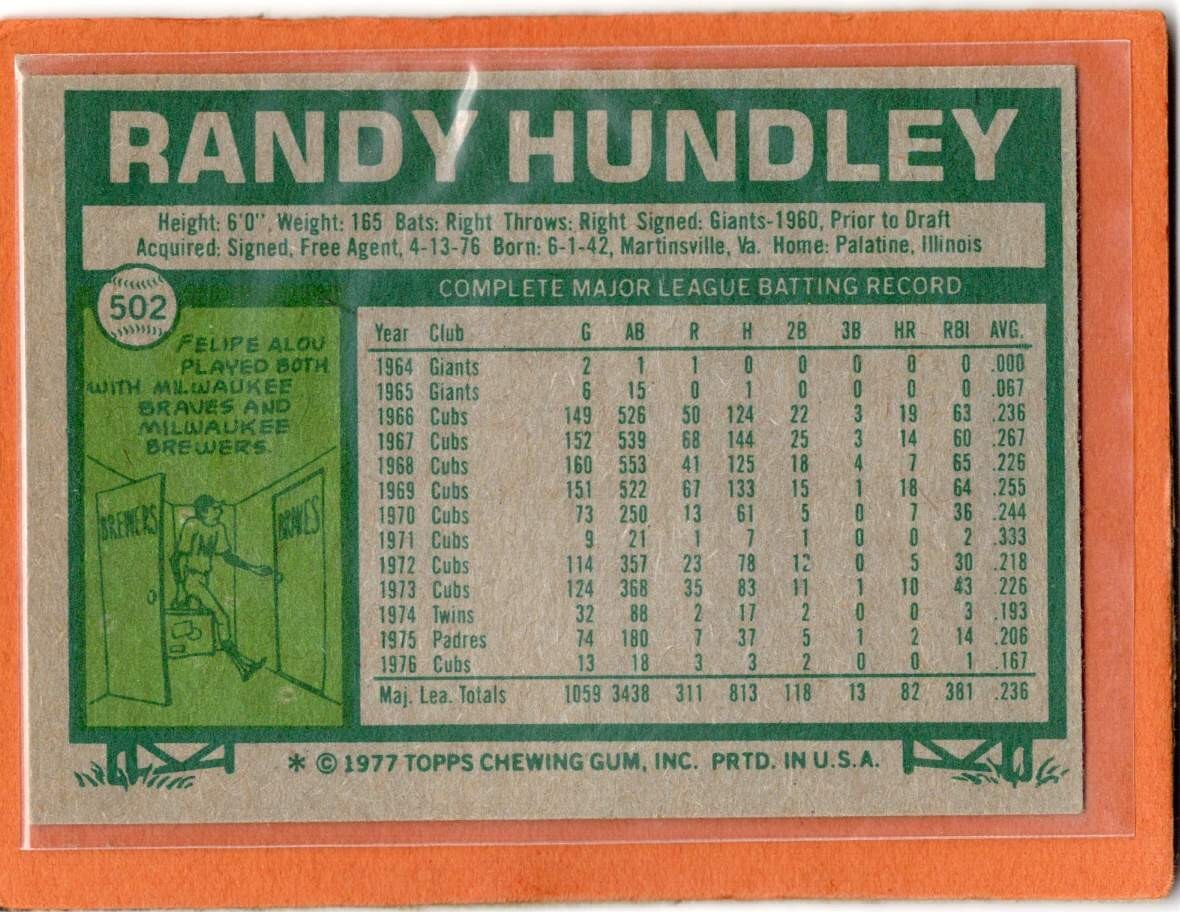 RANDY HUNDLEY
Height: 6'0" Weight: 165 Bats: Right Throws: Right Signed: Giants-1960, Prior to Draft
Acquired: Signed, Free Agent, 4-13-76 Born: 6-1-42, Martinsville, Va. Home: Palatine, Illinois
502
FELIPE ALOU
PLAYED BOTH
WITH MILWAUKEE
BRAVES AND
MILWAUKEE
BREWERS.
BREWERS
BRAVES
COMPLETE MAJOR LEAGUE BATTING RECORD
Year Club G AB R H 2B 3B HR RBI AVG.
1964 Giants 2 1 1 0 0 0 0 0 .000
1965 Giants 6 15 0 1 0 0 0 0 .067
1966 Cubs 149 526 50 124 22 3 19 63 .236
1967 Cubs 152 539 68 144 25 3 14 60 .267
1968 Cubs 160 553 41 125 18 4 7 65 .226
1969 Cubs 151 522 67 133 15 1 18 64 .255
1970 Cubs 73 250 13 61 5 0 7 36 .244
1971 Cubs 9 21 1 7 1 0 0 2 .333
1972 Cubs 114 357 23 78 12 0 5 30 .218
1973 Cubs 124 368 35 83 11 1 10 43 .226
1974 Twins 32 88 2 17 2 0 0 3 .193
1975 Padres 74 180 7 37 5 1 2 14 .206
1976 Cubs 13 18 3 3 2 0 0 1 .167
Maj. Lea. Totals 1059 3438 311 813 118 13 82 381 .236
* © 1977 TOPPS CHEWING GUM, INC. PRTD. IN U.S.A.